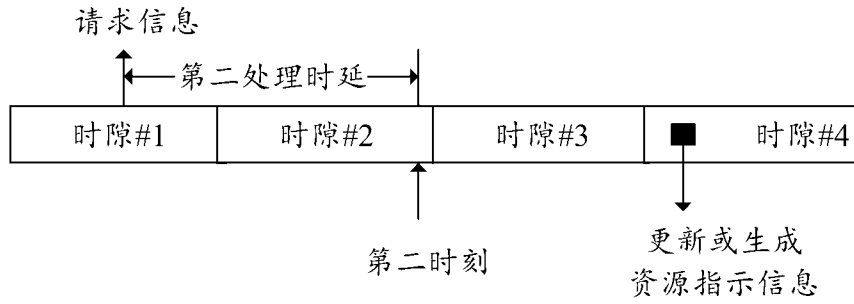 请求信息
第二处理时延
时隙#1 时隙#2 时隙#3 时隙#4
第二时刻
更新或生成
资源指示信息